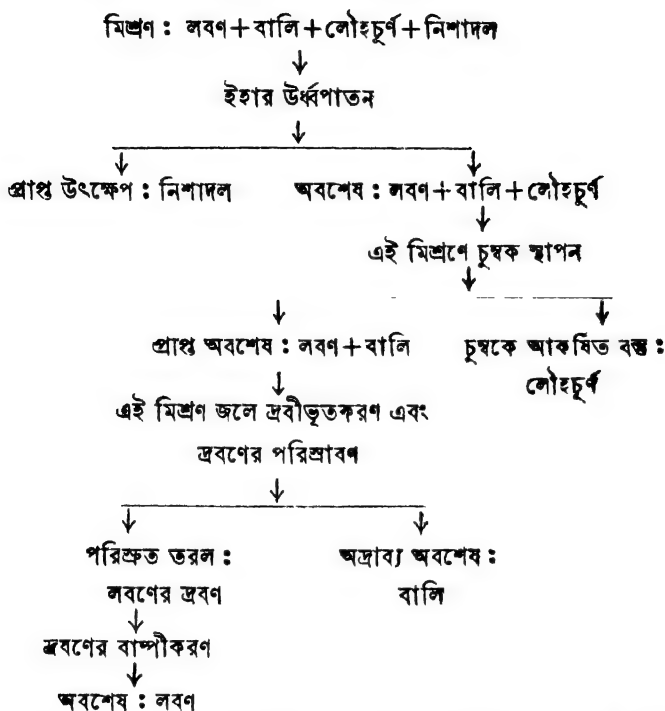 মিশ্রণ : লবণ+বালি+লৌহচূর্ণ+নিশাদল
ইহার উর্ধ্বপাতন
প্রাপ্ত উৎক্ষেপ : নিশাদল অবশেষ : লবণ+বালি+লৌহচূর্ণ
এই মিশ্রণে চুম্বক স্থাপন
প্রাপ্ত অবশেষ : লবণ+বালি চুম্বকে আকর্ষিত বস্তু :
লৌহচূর্ণ
এই মিশ্রণ জলে দ্রবীভূতকরণ এবং
দ্রবণের পরিস্রাবণ
পরিস্রুত তরল : অদ্রাব্য অবশেষ :
লবণের দ্রবণ বালি
দ্রবণের বাষ্পীকরণ
অবশেষ : লবণ